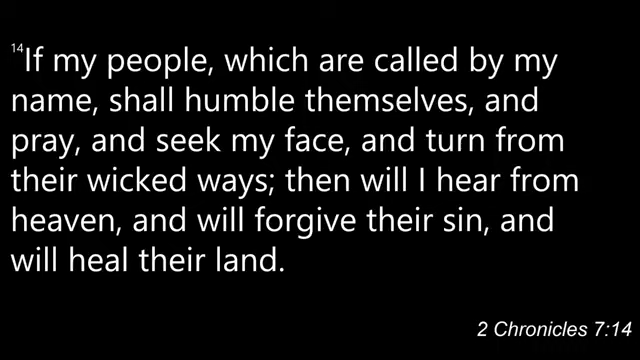 14If my people, which are called by my
name, shall humble themselves, and
pray, and seek my face, and turn from
their wicked ways; then will I hear from
heaven, and will forgive their sin, and
will heal their land.
2 Chronicles 7:14